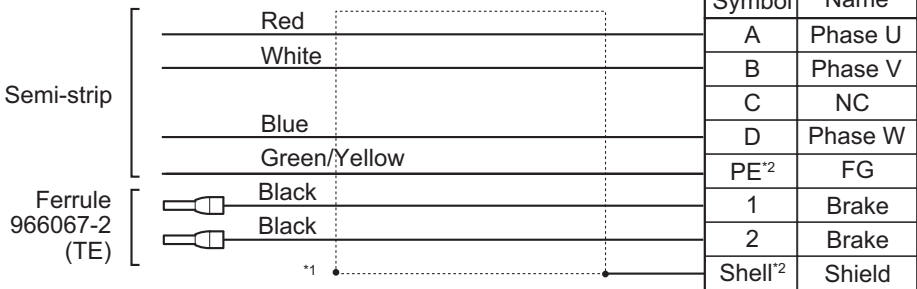 Symbol Name
Red A Phase U
White B Phase V
Semi-strip
C NC
Blue D Phase W
Green/Yellow PE*2 FG
Ferrule
966067-2
(TE)
Black 1 Brake
Black 2 Brake
*1 Shell*2 Shield